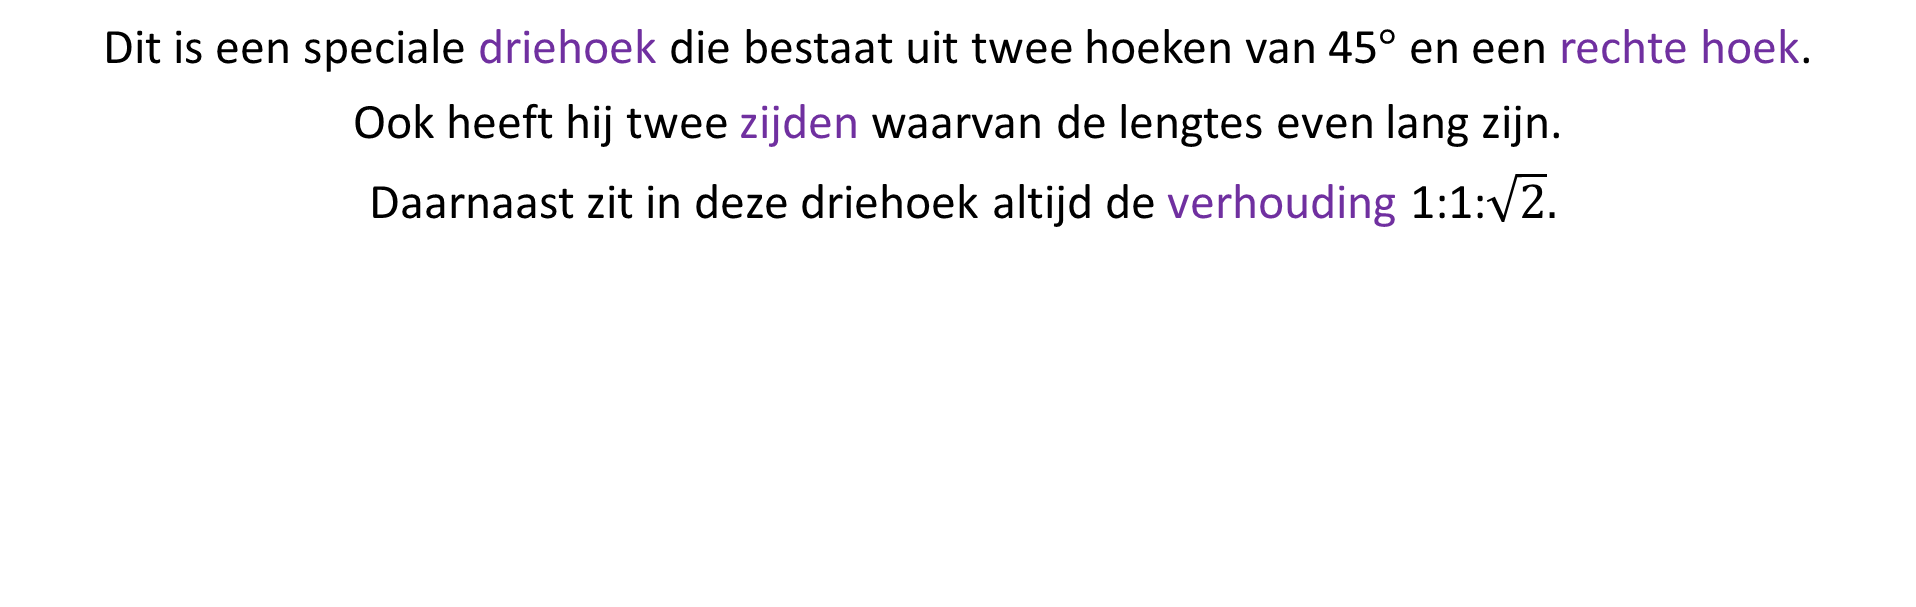 Dit is een speciale driehoek die bestaat uit twee hoeken van 45° en een rechte hoek.
Ook heeft hij twee zijden waarvan de lengtes even lang zijn.
Daarnaast zit in deze driehoek altijd de verhouding 1:1:√2.